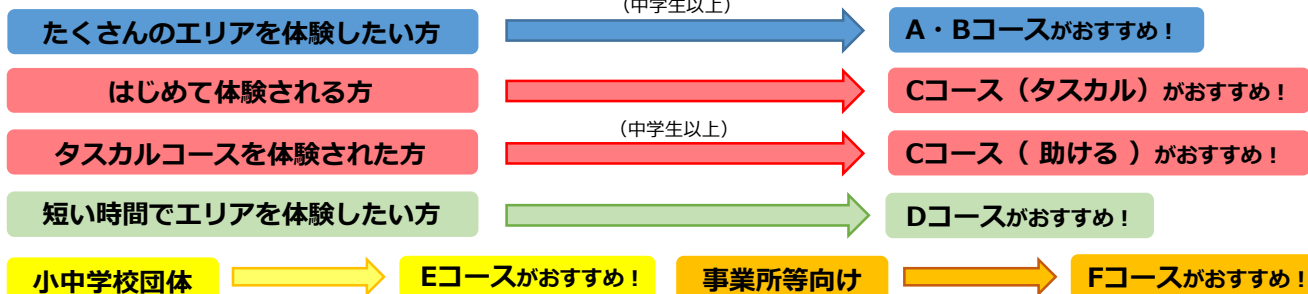 (中学生以上)
たくさんのエリアを体験したい方 A・Bコースがおすすめ！
はじめて体験される方 Cコース（タスカル）がおすすめ！
(中学生以上)
タスカルコースを体験された方 Cコース（ 助ける ）がおすすめ！
短い時間でエリアを体験したい方 Dコースがおすすめ！
小中学校団体 Eコースがおすすめ！ 事業所等向け Fコースがおすすめ！